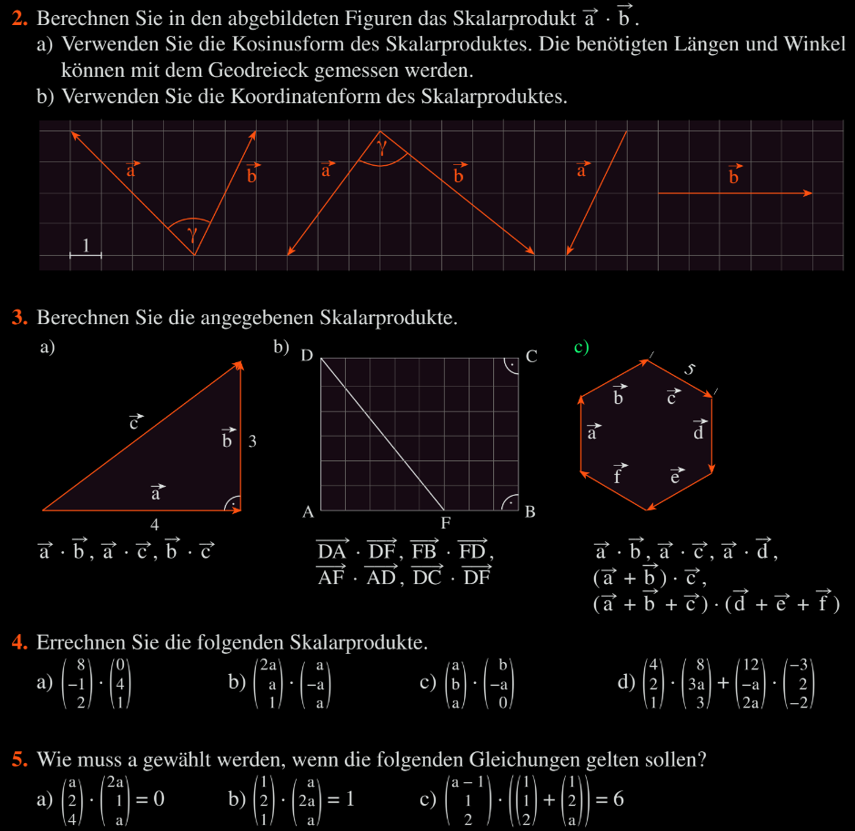 2. Berechnen Sie in den abgebildeten Figuren das Skalarprodukt a⃗ · b⃗.
a) Verwenden Sie die Kosinusform des Skalarproduktes. Die benötigten Längen und Winkel
können mit dem Geodreieck gemessen werden.
b) Verwenden Sie die Koordinatenform des Skalarproduktes.
a⃗ b⃗ γ 1
a⃗ b⃗ γ
a⃗ b⃗
3. Berechnen Sie die angegebenen Skalarprodukte.
a)
c⃗ b⃗ 3
a⃗
4
a⃗ · b⃗, a⃗ · c⃗, b⃗ · c⃗
b)
D C
A F B
DA⃗ · DF⃗, FB⃗ · FD⃗,
AF⃗ · AD⃗, DC⃗ · DF⃗
c)
5
b⃗ c⃗
a⃗ d⃗
f⃗ e⃗
a⃗ · b⃗, a⃗ · c⃗, a⃗ · d⃗,
(a⃗ + b⃗) · c⃗,
(a⃗ + b⃗ + c⃗) · (d⃗ + e⃗ + f⃗)
4. Errechnen Sie die folgenden Skalarprodukte.
a) (8 −1 2) · (0 4 1)
b) (2a a 1) · (a −a a)
c) (a b a) · (b −a 0)
d) (4 2 1) · (8 3a 3) + (12 −a 2a) · (−3 2 −2)
5. Wie muss a gewählt werden, wenn die folgenden Gleichungen gelten sollen?
a) (a 2 4) · (2a 1 a) = 0
b) (1 2 1) · (a 2a a) = 1
c) (a − 1 1 2) · ((1 1 2) + (1 2 a)) = 6